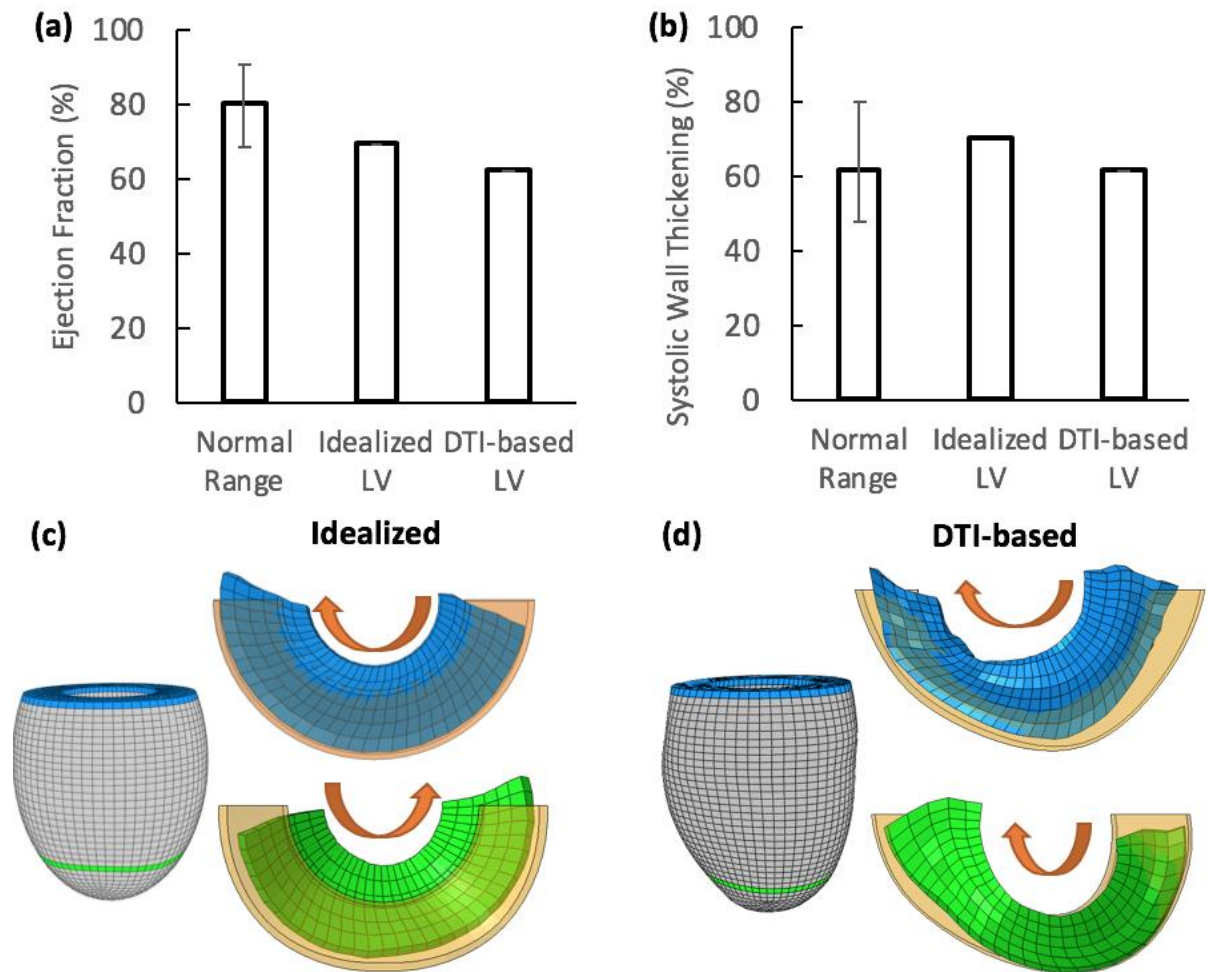 (a)
Ejection Fraction (%)
100
80
60
40
20
0
Normal
Range
Idealized
LV
DTI-based
LV
(b)
Systolic Wall Thickening (%)
100
80
60
40
20
0
Normal
Range
Idealized
LV
DTI-based
LV
(c)
Idealized
(d)
DTI-based